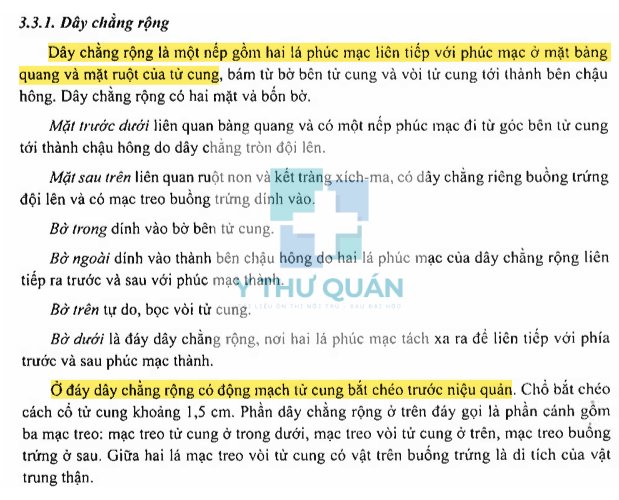 3.3.1. Dây chằng rộng
Dây chằng rộng là một nếp gồm hai lá phúc mạc liên tiếp với phúc mạc ở mặt bàng
quang và mặt ruột của tử cung, bám từ bờ bên tử cung và vòi tử cung tới thành bên chậu
hông. Dây chằng rộng có hai mặt và bốn bờ.
Mặt trước dưới liên quan bàng quang và có một nếp phúc mạc đi từ góc bên tử cung
tới thành chậu hông do dây chằng tròn đội lên.
Mặt sau trên liên quan ruột non và kết tràng xích-ma, có dây chằng riêng buồng trứng
đội lên và có mạc treo buồng trứng dính vào.
Bờ trong dính vào bờ bên tử cung.
Bờ ngoài dính vào thành bên chậu hông do hai lá phúc mạc của dây chằng rộng liên
tiếp ra trước và sau với phúc mạc thành.
Y THƯ QUÁN
Bờ trên tự do, bọc vòi tử cung.
Bờ dưới là đáy dây chằng rộng, nơi hai lá phúc mạc tách xa ra để liên tiếp với phía
trước và sau phúc mạc thành.
Ở đáy dây chằng rộng có động mạch tử cung bắt chéo trước niệu quản. Chỗ bắt chéo
cách cổ tử cung khoảng 1,5 cm. Phần dây chằng rộng ở trên đáy gọi là phần cánh gồm
ba mạc treo: mạc treo tử cung ở trong dưới, mạc treo vòi tử cung ở trên, mạc treo buồng
trứng ở sau. Giữa hai lá mạc treo vòi tử cung có vật trên buồng trứng là di tích của vật
trung thận.